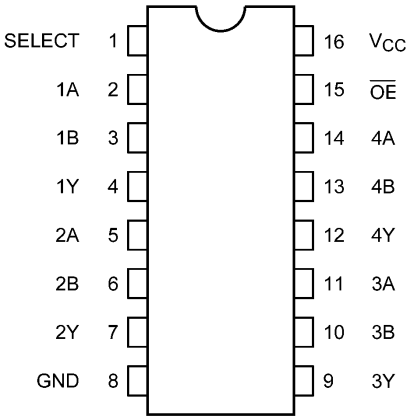 SELECT 1 16 VCC
1A 2 15 O̅E̅
1B 3 14 4A
1Y 4 13 4B
2A 5 12 4Y
2B 6 11 3A
2Y 7 10 3B
GND 8 9 3Y